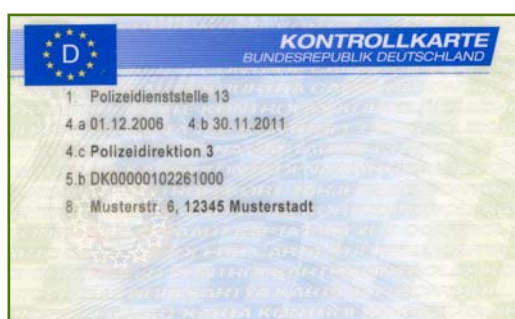 D
KONTROLLKARTE
BUNDESREPUBLIK DEUTSCHLAND
1. Polizeidienststelle 13
4.a 01.12.2006 4.b 30.11.2011
4.c Polizeidirektion 3
5.b DK00000102261000
8. Musterstr. 6, 12345 Musterstadt